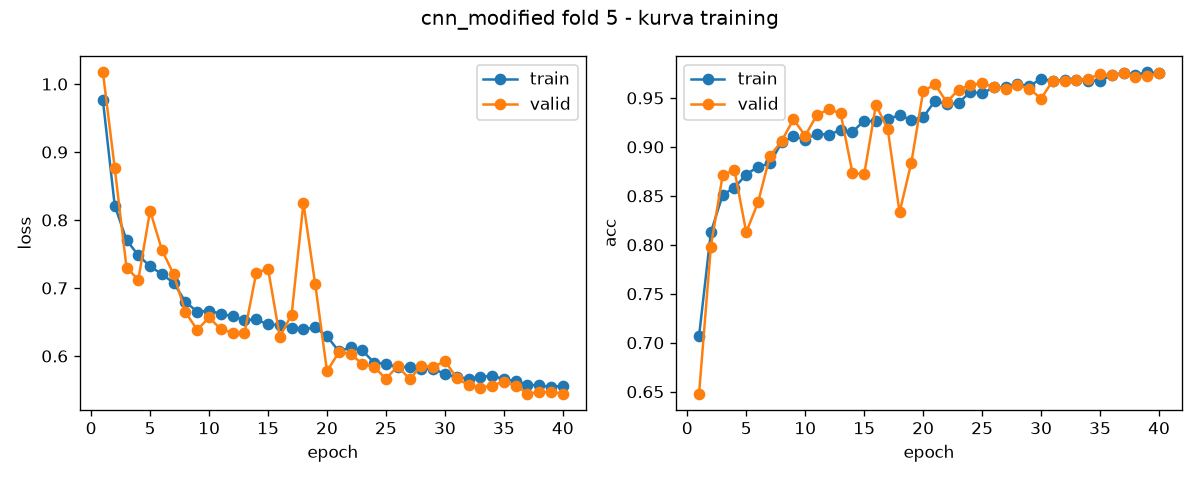 cnn_modified fold 5 - kurva training
train
valid
loss
1.0
0.9
0.8
0.7
0.6
0 5 10 15 20 25 30 35 40
epoch
train
valid
acc
0.95
0.90
0.85
0.80
0.75
0.70
0.65
0 5 10 15 20 25 30 35 40
epoch